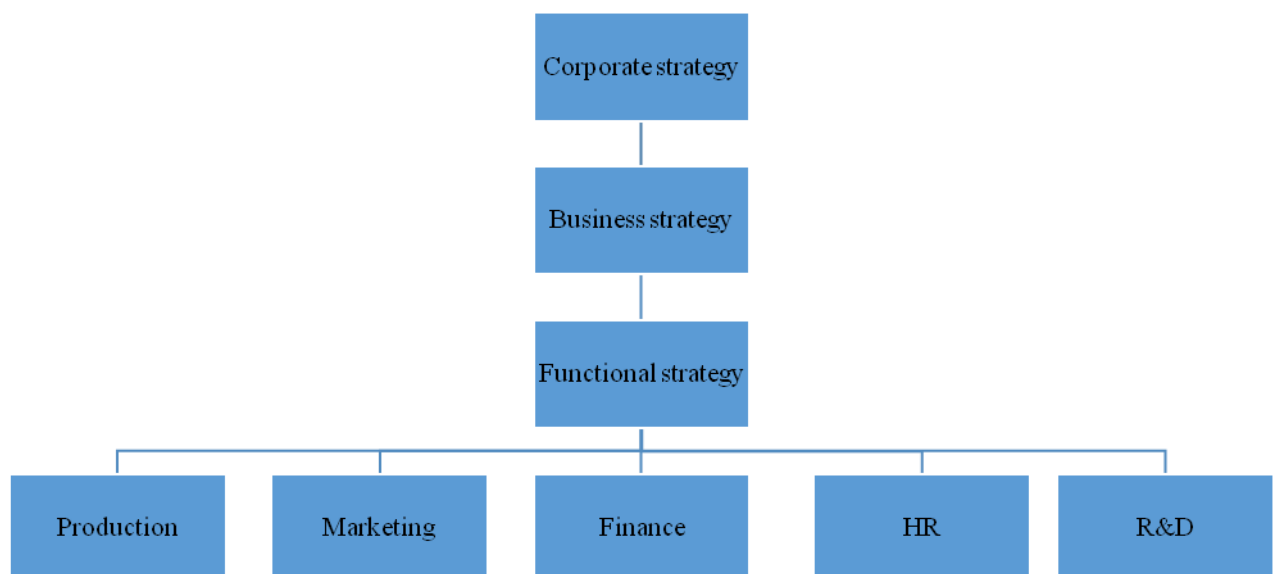 Corporate strategy
Business strategy
Functional strategy
Production
Marketing
Finance
HR
R&D